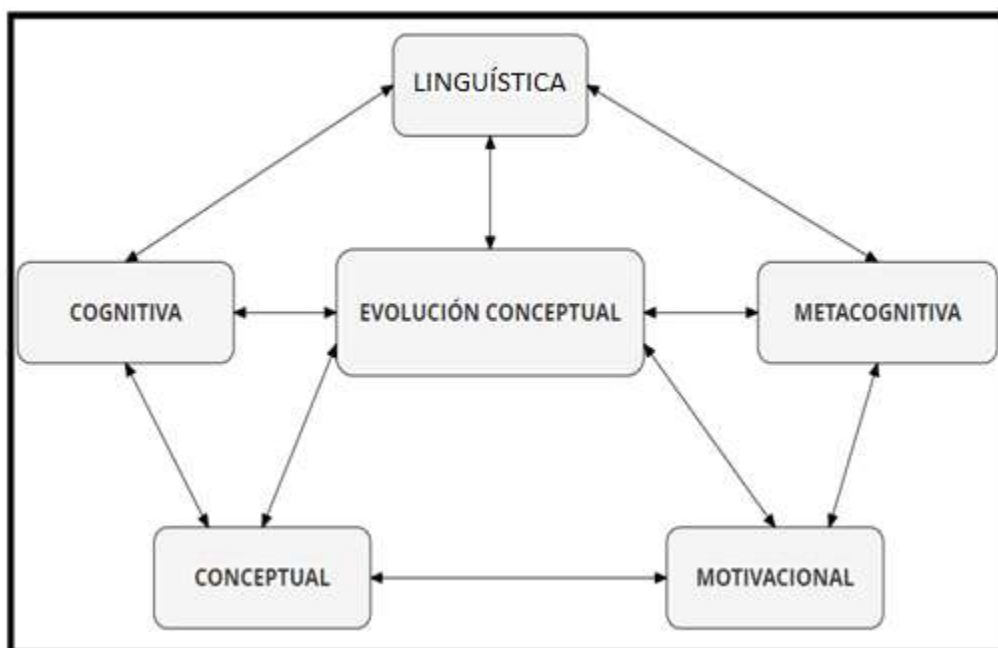 LINGUÍSTICA
COGNITIVA
EVOLUCIÓN CONCEPTUAL
METACOGNITIVA
CONCEPTUAL
MOTIVACIONAL